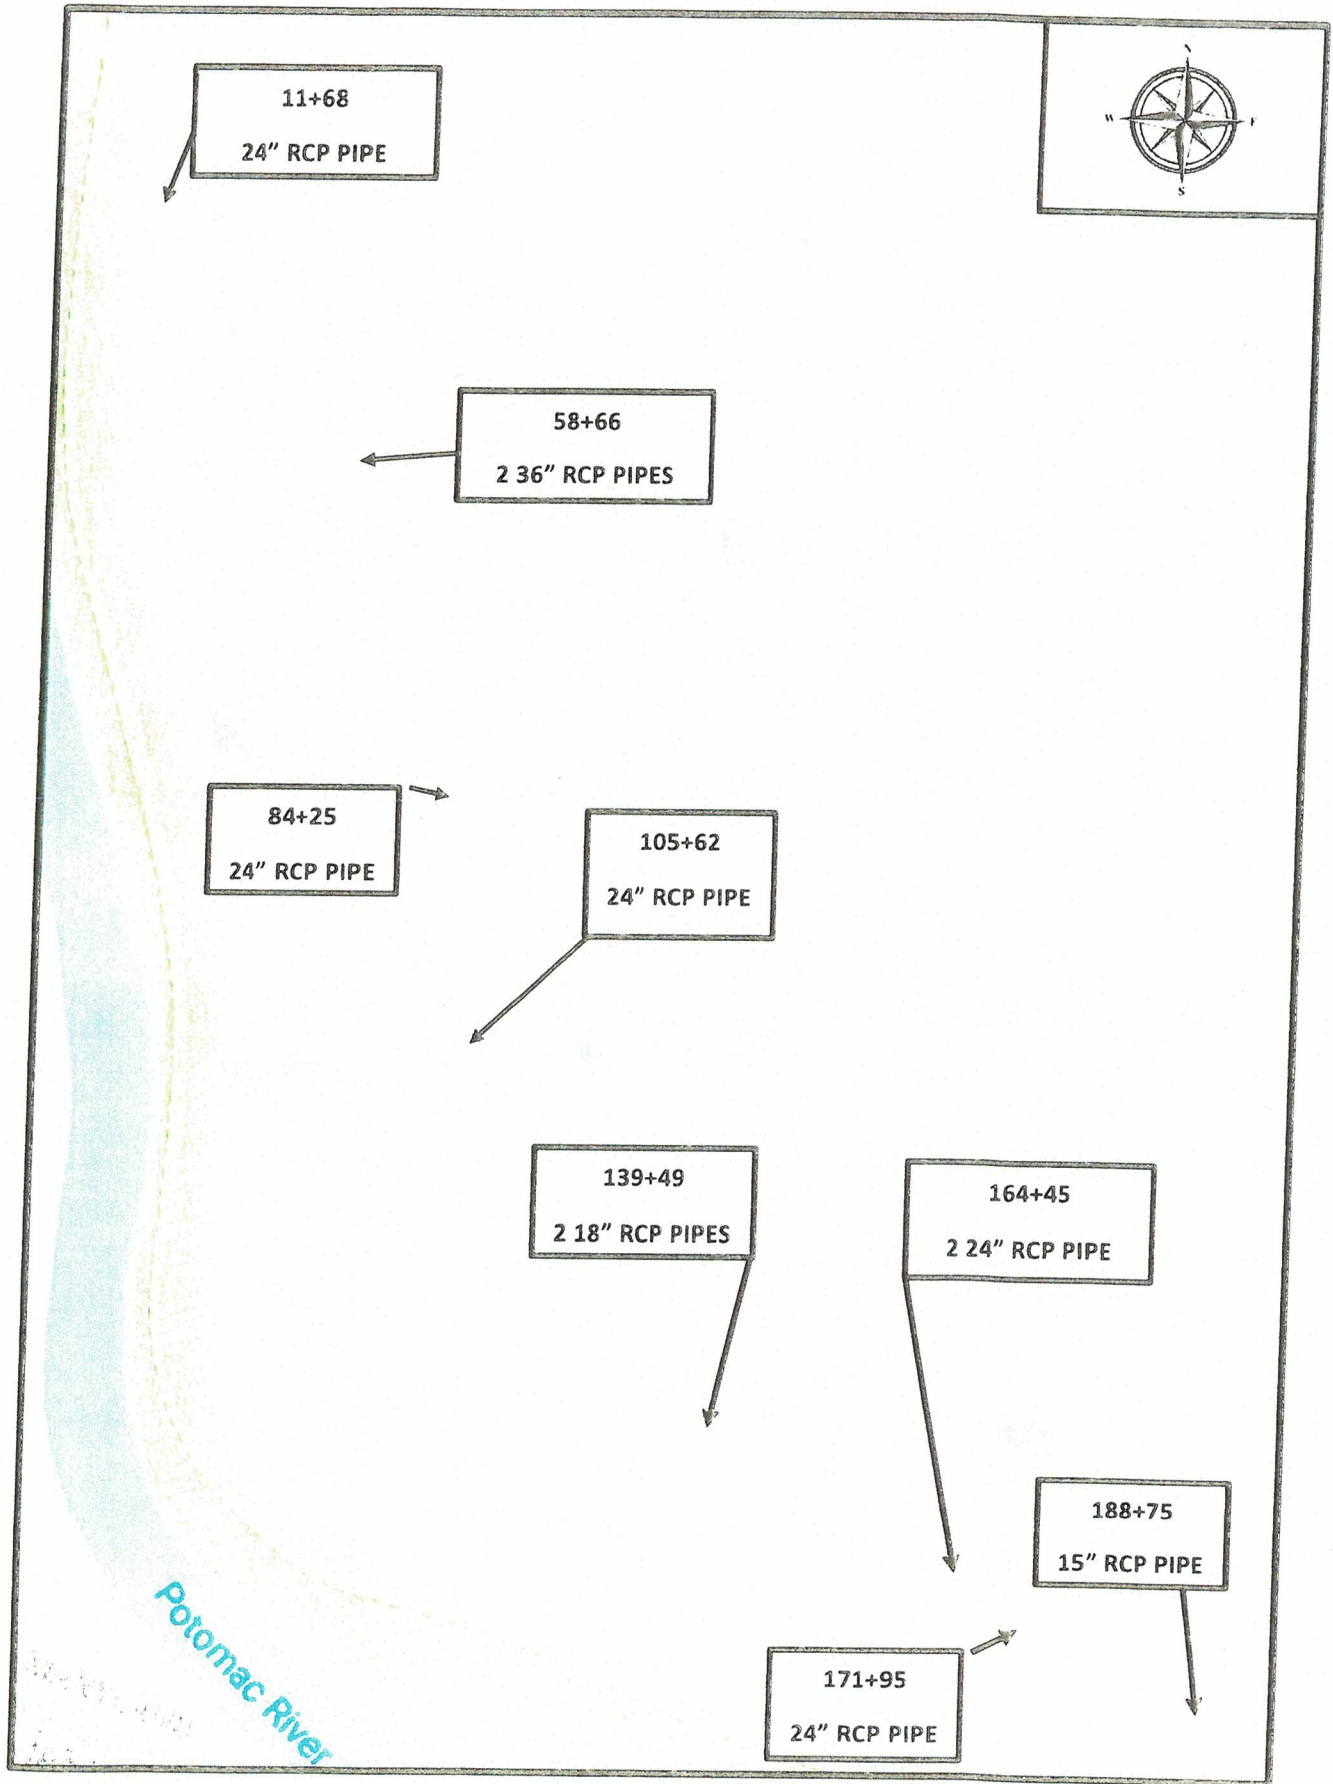 N
W
S
11+68
24” RCP PIPE
58+66
2 36” RCP PIPES
84+25
24” RCP PIPE
105+62
24” RCP PIPE
139+49
2 18” RCP PIPES
164+45
2 24” RCP PIPE
188+75
15” RCP PIPE
171+95
24” RCP PIPE
Potomac River